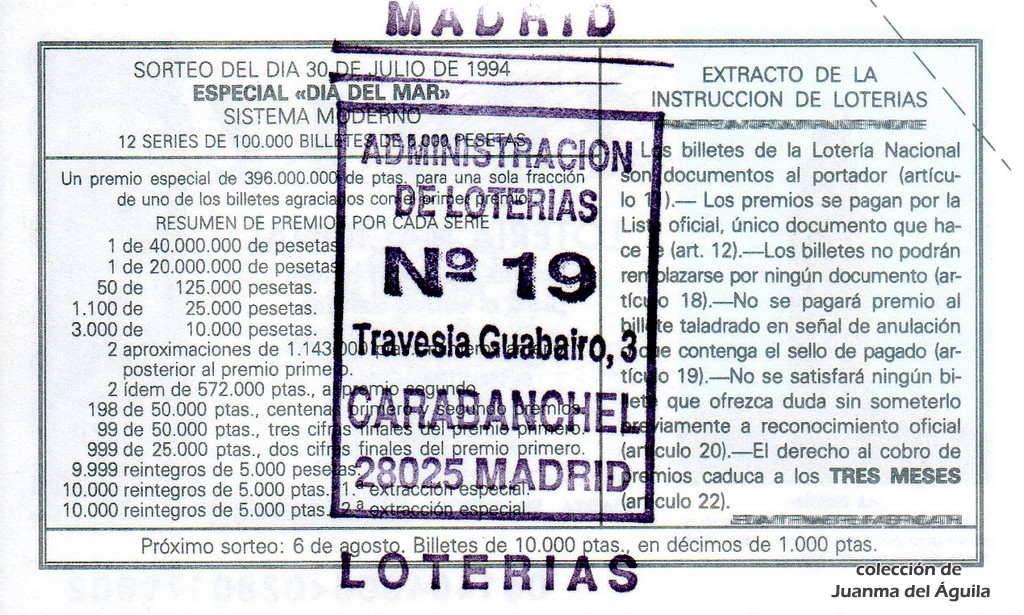 MADRID
SORTEO DEL DIA 30 DE JULIO DE 1994
ESPECIAL «DIA DEL MAR»
SISTEMA MODERNO
12 SERIES DE 100.000 BILLETES DE 5.000 PESETAS
Un premio especial de 396.000.000 de ptas. para una sola fracción
de uno de los billetes agraciados con el primer premio.
RESUMEN DE PREMIOS POR CADA SERIE
1 de 40.000.000 de pesetas
1 de 20.000.000 de pesetas
50 de 125.000 pesetas.
1.100 de 25.000 pesetas.
3.000 de 10.000 pesetas.
2 aproximaciones de 1.143.000
posterior al premio primero.
2 ídem de 572.000 ptas., al premio segundo.
198 de 50.000 ptas., centenas primero y segundo premios.
99 de 50.000 ptas., tres cifras finales del premio primero.
999 de 25.000 ptas., dos cifras finales del premio primero.
9.999 reintegros de 5.000 pesetas.
10.000 reintegros de 5.000 ptas. 1.ª extracción especial.
10.000 reintegros de 5.000 ptas. 2.ª extracción especial.
ADMINISTRACION
DE LOTERIAS
Nº 19
Travesia Guabairo, 3
CARABANCHEL
28025 MADRID
EXTRACTO DE LA
INSTRUCCION DE LOTERIAS
Los billetes de la Lotería Nacional
son documentos al portador (artícu-
lo 1).— Los premios se pagan por la
Lista oficial, único documento que ha-
ce fe (art. 12).—Los billetes no podrán
remplazarse por ningún documento (ar-
tículo 18).—No se pagará premio al
billete taladrado en señal de anulación
o que contenga el sello de pagado (ar-
tículo 19).—No se satisfará ningún bi-
llete que ofrezca duda sin someterlo
previamente a reconocimiento oficial
(artículo 20).—El derecho al cobro de
premios caduca a los TRES MESES
(artículo 22).
Próximo sorteo: 6 de agosto. Billetes de 10.000 ptas., en décimos de 1.000 ptas.
LOTERIAS
colección de
Juanma del Águila